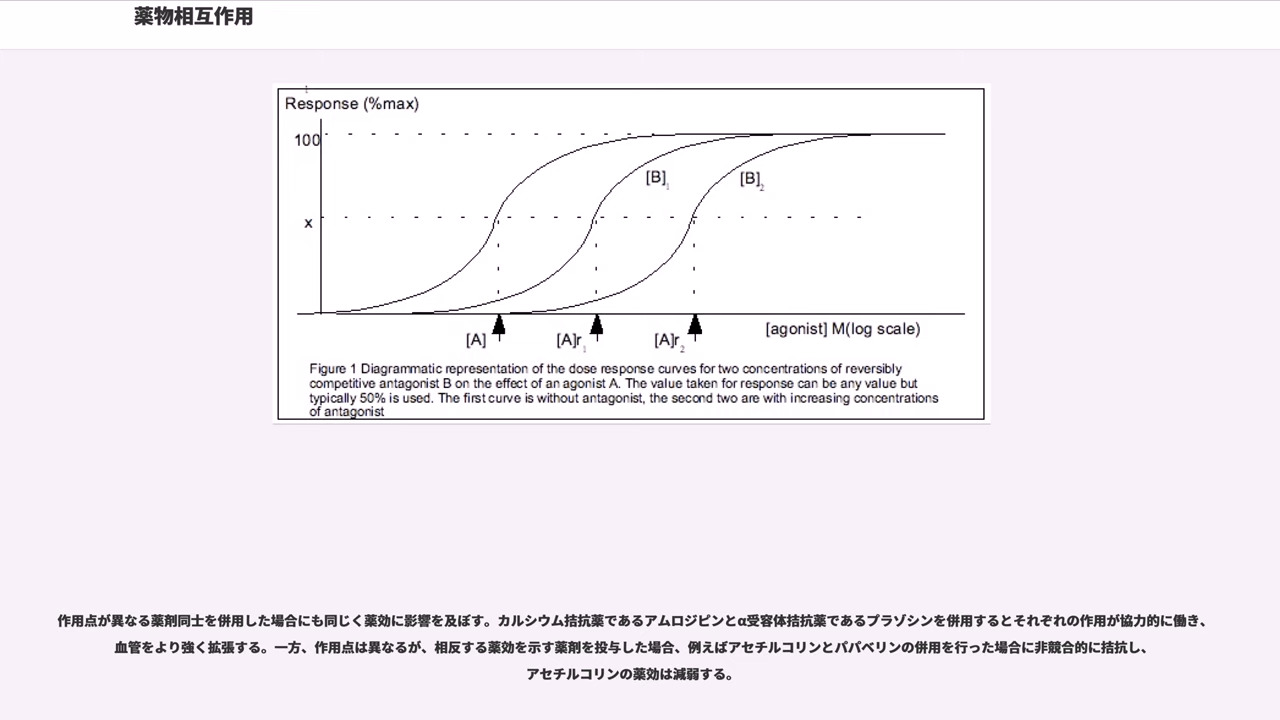 薬物相互作用
Response (%max)
100
[B]1
[B]2
x
[A]
[A]r1
[A]r2
[agonist] M(log scale)
Figure 1 Diagrammatic representation of the dose response curves for two concentrations of reversibly
competitive antagonist B on the effect of an agonist A. The value taken for response can be any value but
typically 50% is used. The first curve is without antagonist, the second two are with increasing concentrations
of antagonist
作用点が異なる薬剤同士を併用した場合にも同じく薬効に影響を及ぼす。カルシウム拮抗薬であるアムロジピンとα受容体拮抗薬であるプラゾシンを併用するとそれぞれの作用が協力的に働き、
血管をより強く拡張する。一方、作用点は異なるが、相反する薬効を示す薬剤を投与した場合、例えばアセチルコリンとパパベリンの併用を行った場合に非競合的に拮抗し、
アセチルコリンの薬効は減弱する。